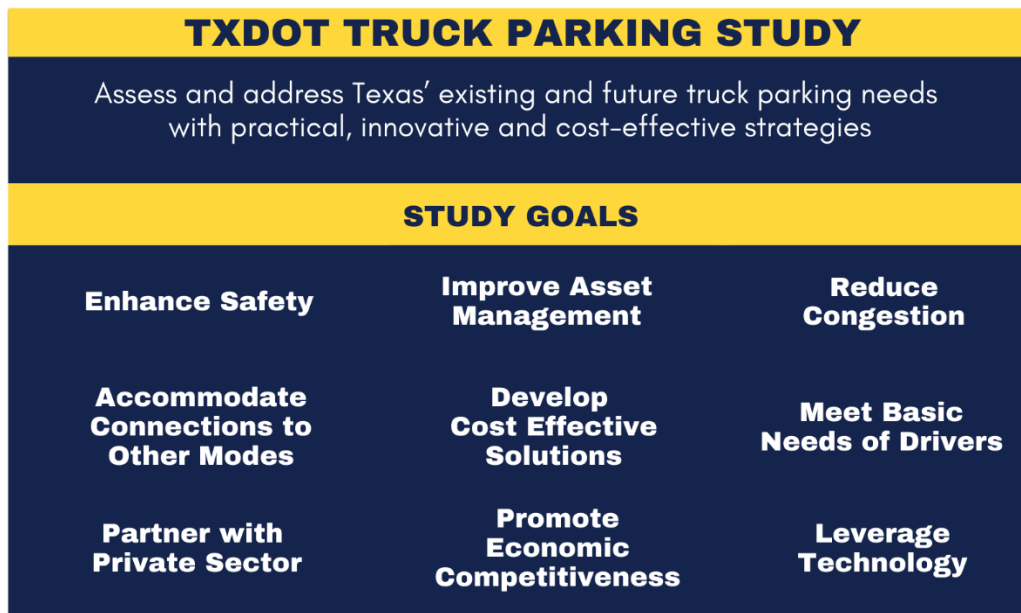 TXDOT TRUCK PARKING STUDY
Assess and address Texas’ existing and future truck parking needs
with practical, innovative and cost-effective strategies
STUDY GOALS
Enhance Safety
Improve Asset
Management
Reduce
Congestion
Accommodate
Connections to
Other Modes
Develop
Cost Effective
Solutions
Meet Basic
Needs of Drivers
Partner with
Private Sector
Promote
Economic
Competitiveness
Leverage
Technology